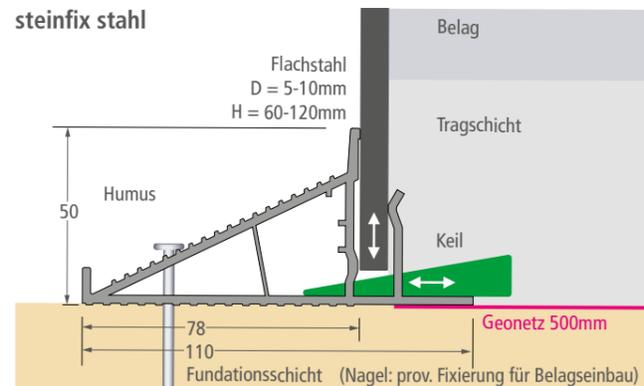 steinfix stahl
Belag
Flachstahl
D = 5-10mm
H = 60-120mm
Tragschicht
Humus
50
Keil
78
Geonetz 500mm
110
Fundationsschicht (Nagel: prov. Fixierung für Belagseinbau)